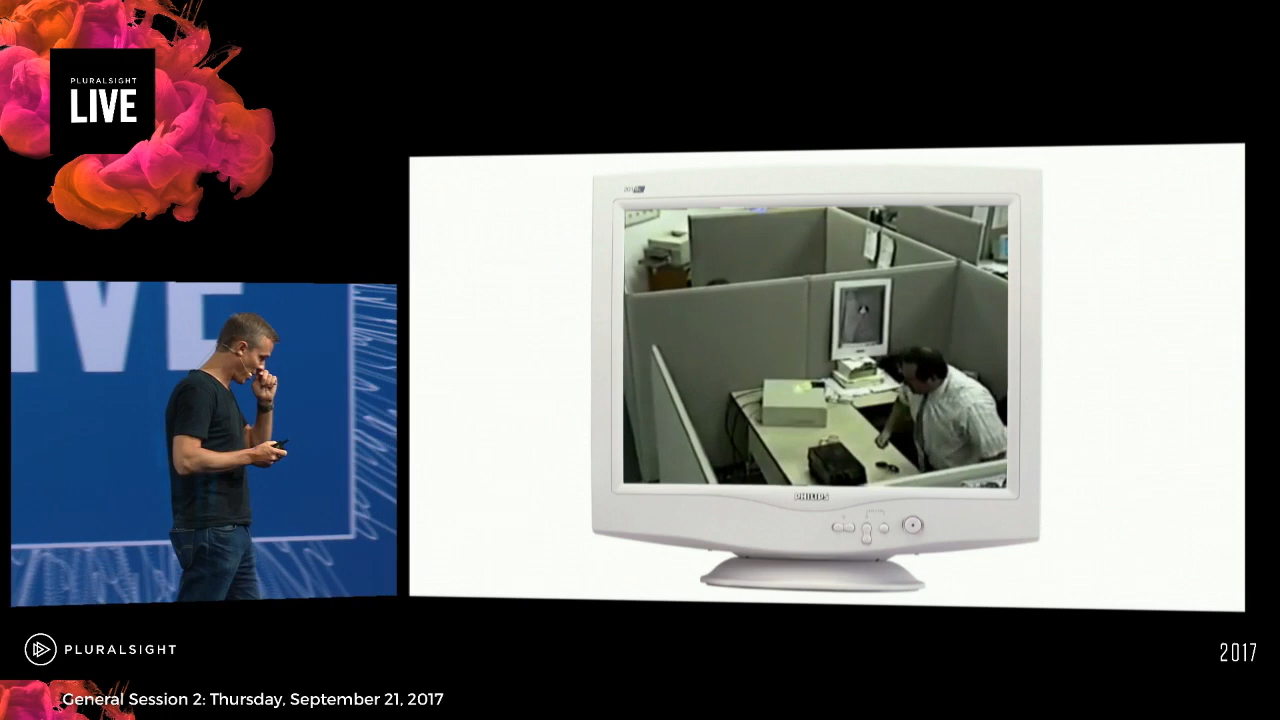 PLURALSIGHT
LIVE
IVE
PHILIPS
PLURALSIGHT
2017
General Session 2: Thursday, September 21, 2017